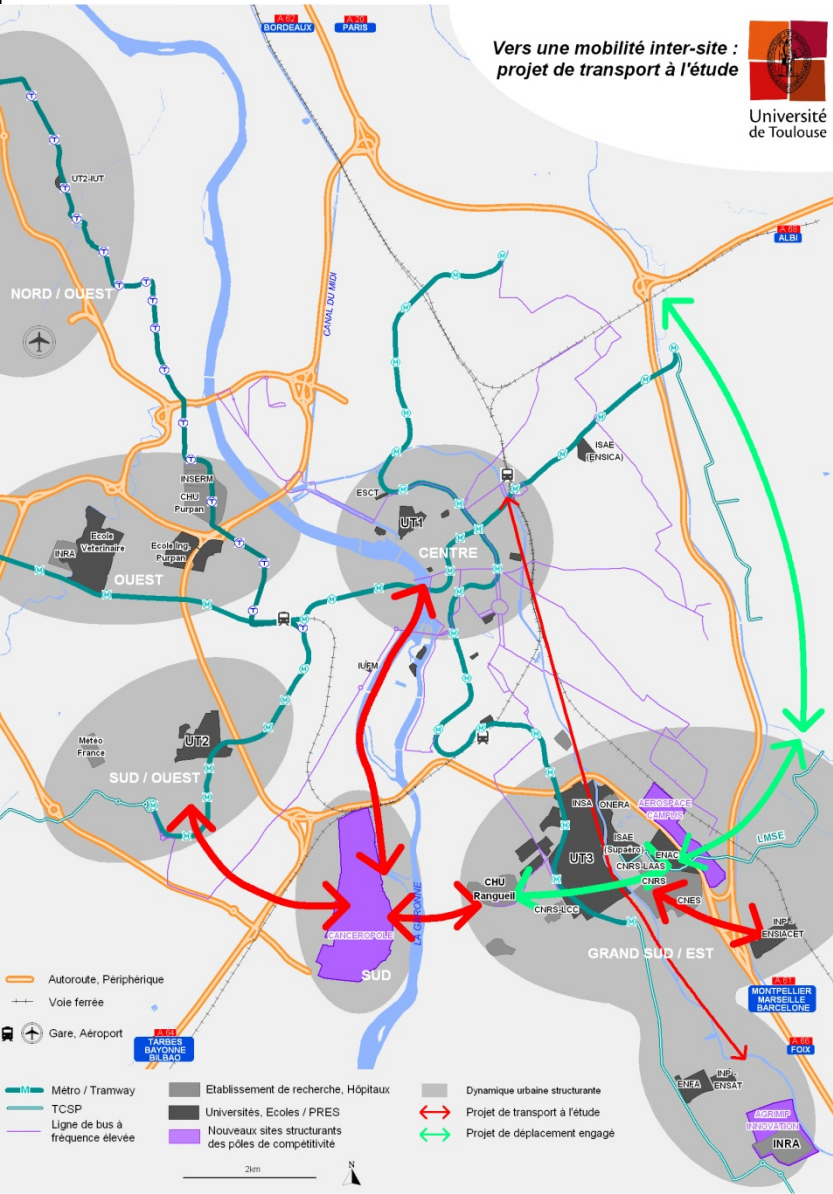 Vers une mobilité inter-site :
projet de transport à l'étude
Université
de Toulouse
A 62
BORDEAUX
A 20
PARIS
A 68
ALBI
UT2-IUT
NORD / OUEST
CANAL DU MIDI
ISAE
(ENSICA)
INSERM
CHU
Purpan
ESCT
UT1
CENTRE
Ecole
Veterinaire
INRA
Ecole Ing.
Purpan
OUEST
IUFM
Météo
France
UT2
SUD / OUEST
INSA
ONERA
AEROSPACE
CAMPUS
ISAE
(Supaéro)
ENAC
LMSE
UT3
CNRS-LAAS
CNRS
CHU
Rangueil
CNES
CNRS-LCC
INP -
ENSIACET
GRAND SUD / EST
CANCEROPOLE
LA GARONNE
SUD
A 61
MONTPELLIER
MARSEILLE
BARCELONE
A 66
FOIX
A 64
TARBES
BAYONNE
BILBAO
ENFA
INP -
ENSAT
AGRIMIP
INNOVATION
INRA
Autoroute, Périphérique
Voie ferrée
Gare, Aéroport
M
Métro / Tramway
TCSP
Ligne de bus à
fréquence élevée
Etablissement de recherche, Hôpitaux
Universités, Ecoles / PRES
Nouveaux sites structurants
des pôles de compétitivité
Dynamique urbaine structurante
Projet de transport à l'étude
Projet de déplacement engagé
2km
N